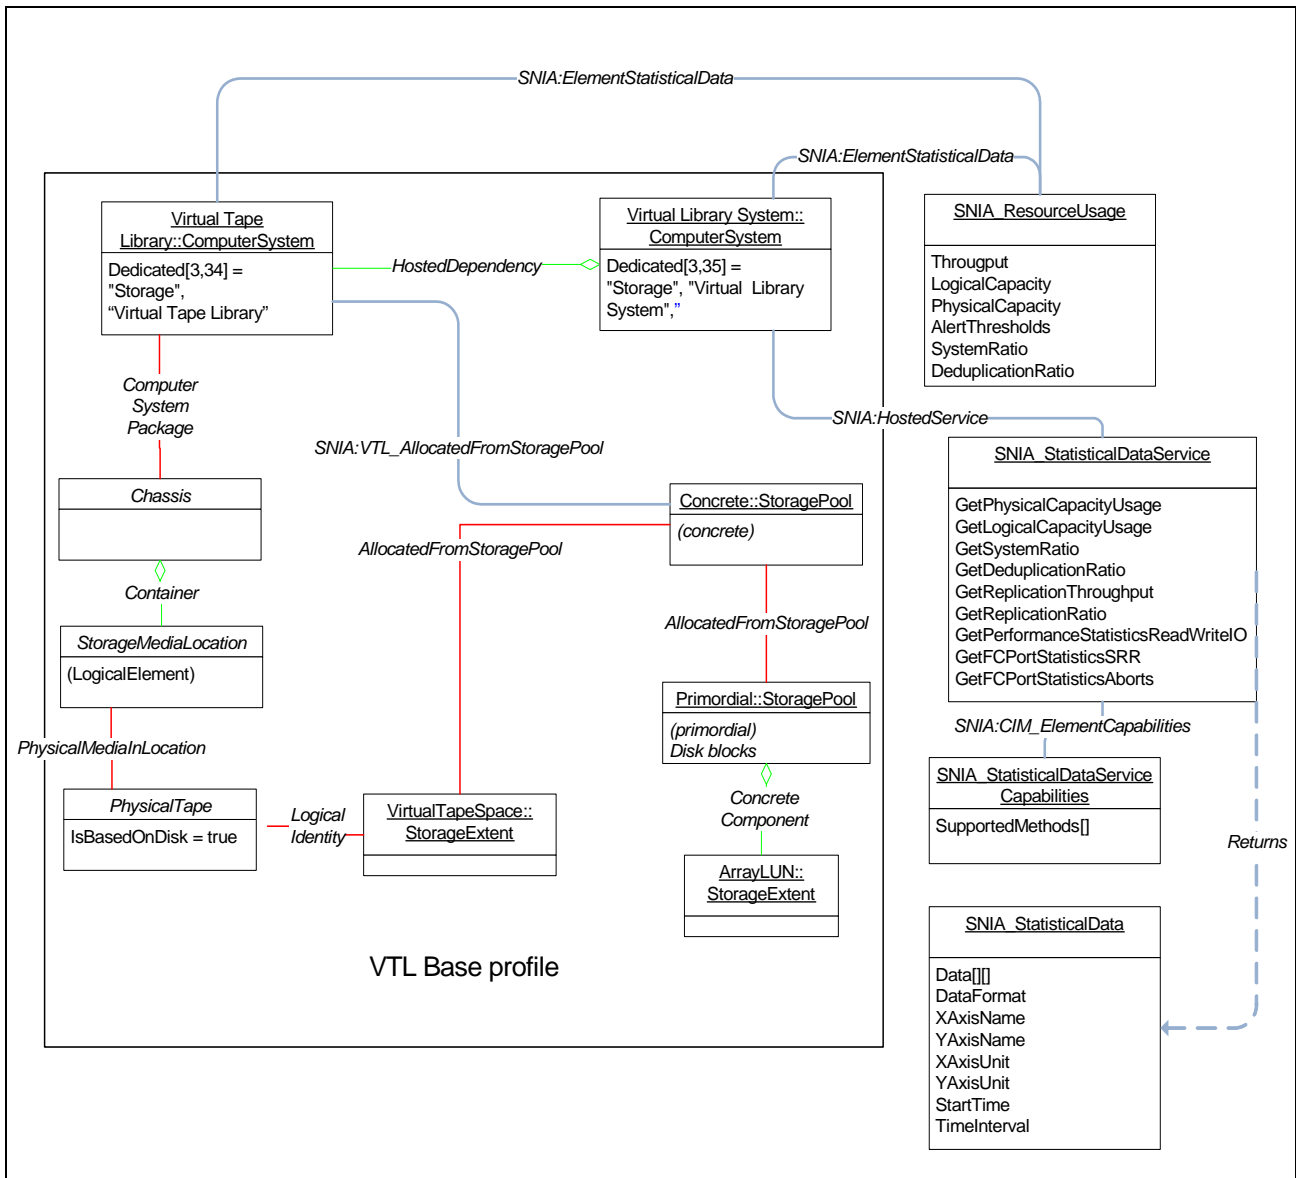 SNIA:ElementStatisticalData
SNIA:ElementStatisticalData
Virtual Tape
Library::ComputerSystem
Dedicated[3,34] =
"Storage",
“Virtual Tape Library”
HostedDependency
Virtual Library System::
ComputerSystem
Dedicated[3,35] =
"Storage", "Virtual Library
System",”
SNIA_ResourceUsage
Througput
LogicalCapacity
PhysicalCapacity
AlertThresholds
SystemRatio
DeduplicationRatio
Computer
System
Package
SNIA:HostedService
SNIA:VTL_AllocatedFromStoragePool
SNIA_StatisticalDataService
GetPhysicalCapacityUsage
GetLogicalCapacityUsage
GetSystemRatio
GetDeduplicationRatio
GetReplicationThroughput
GetReplicationRatio
GetPerformanceStatisticsReadWriteIO
GetFCPortStatisticsSRR
GetFCPortStatisticsAborts
Chassis
Concrete::StoragePool
(concrete)
AllocatedFromStoragePool
Container
AllocatedFromStoragePool
StorageMediaLocation
(LogicalElement)
Primordial::StoragePool
(primordial)
Disk blocks
SNIA:CIM_ElementCapabilities
PhysicalMediaInLocation
SNIA_StatisticalDataService
Capabilities
SupportedMethods[]
PhysicalTape
IsBasedOnDisk = true
Logical
Identity
VirtualTapeSpace::
StorageExtent
Concrete
Component
Returns
ArrayLUN::
StorageExtent
SNIA_StatisticalData
Data[][]
DataFormat
XAxisName
YAxisName
XAxisUnit
YAxisUnit
StartTime
TimeInterval
VTL Base profile